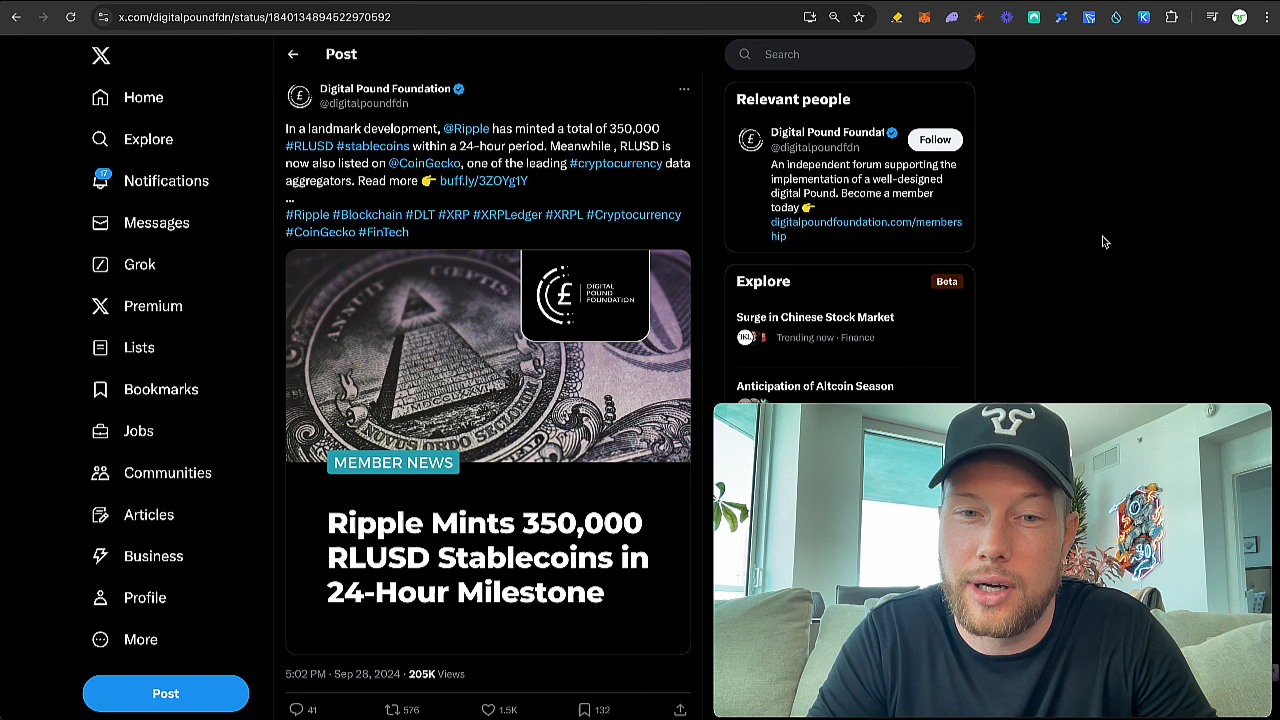 x.com/digitalpoundfdn/status/1840134894522970592
Post
Search
Home
Explore
17
Notifications
Messages
Grok
Premium
Lists
Bookmarks
Jobs
Communities
Articles
Business
Profile
More
Post
Digital Pound Foundation
@digitalpoundfdn
In a landmark development, @Ripple has minted a total of 350,000
#RLUSD #stablecoins within a 24-hour period. Meanwhile , RLUSD is
now also listed on @CoinGecko, one of the leading #cryptocurrency data
aggregators. Read more 👉 buff.ly/3ZOYg1Y
...
#Ripple #Blockchain #DLT #XRP #XRPLedger #XRPL #Cryptocurrency
#CoinGecko #FinTech
ANNUIT CŒPTIS
MDCCLXXVI
NOVUS ORDO SECLORUM
£
DIGITAL
POUND
FOUNDATION
MEMBER NEWS
Ripple Mints 350,000
RLUSD Stablecoins in
24-Hour Milestone
5:02 PM · Sep 28, 2024 · 205K Views
41 576 1.5K 132
Relevant people
Digital Pound Foundat
@digitalpoundfdn
Follow
An independent forum supporting the
implementation of a well-designed
digital Pound. Become a member
today 👉
digitalpoundfoundation.com/members
hip
Explore
Beta
Surge in Chinese Stock Market
Trending now · Finance
Anticipation of Altcoin Season